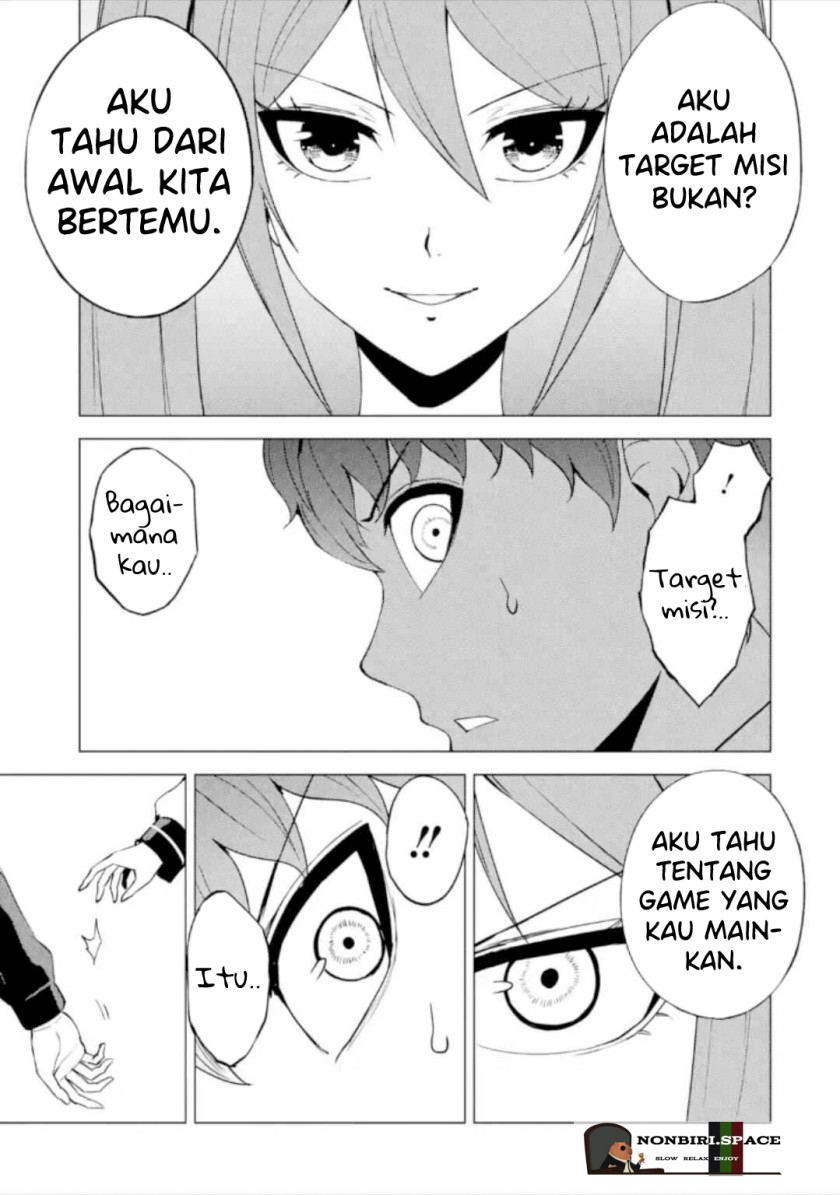 AKU
ADALAH
TARGET MISI
BUKAN?
AKU
TAHU DARI
AWAL KITA
BERTEMU.
!
Target
misi?..
Bagai-
mana
kau..
AKU TAHU
TENTANG
GAME YANG
KAU MAIN-
KAN.
!!
Itu..
NONBIRI.SPACE
SLOW RELAX ENJOY